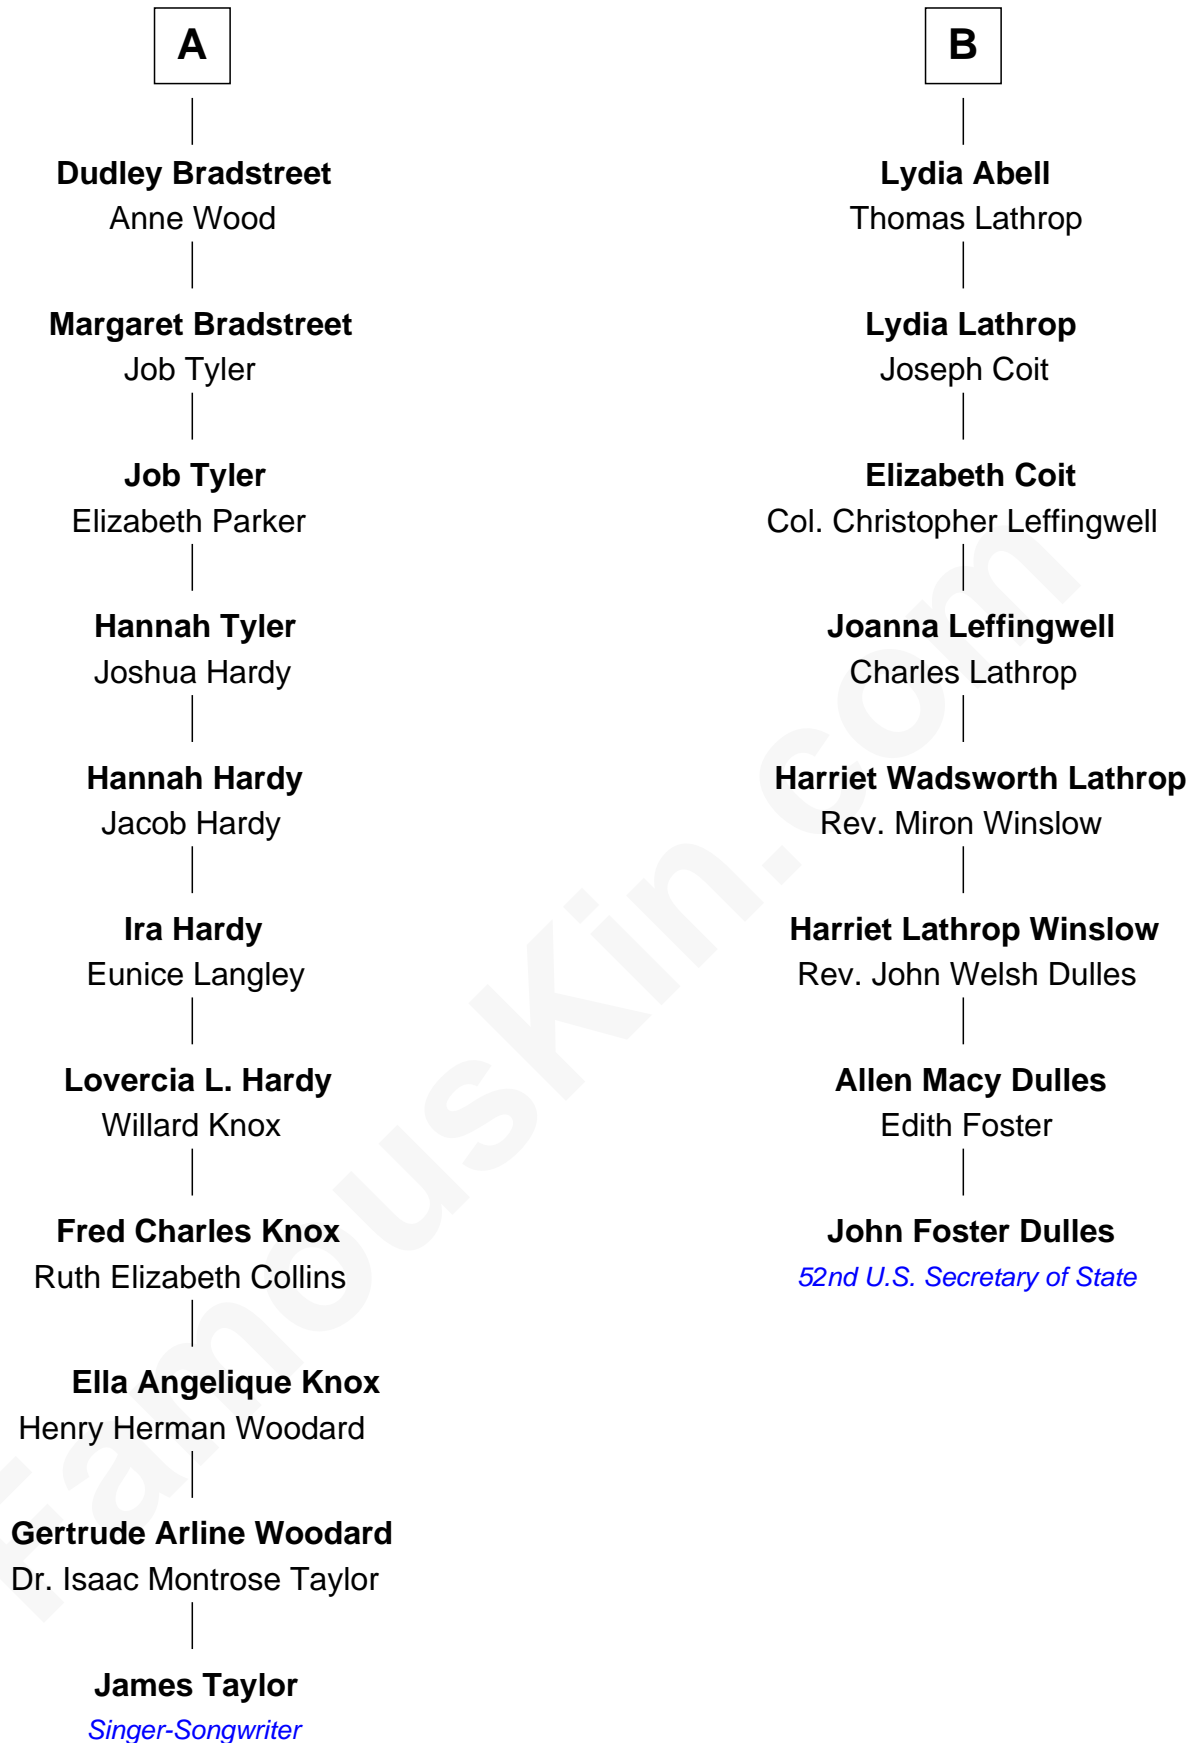 A
Dudley Bradstreet
Anne Wood
Margaret Bradstreet
Job Tyler
Job Tyler
Elizabeth Parker
Hannah Tyler
Joshua Hardy
Hannah Hardy
Jacob Hardy
Ira Hardy
Eunice Langley
Lovercia L. Hardy
Willard Knox
Fred Charles Knox
Ruth Elizabeth Collins
Ella Angelique Knox
Henry Herman Woodard
Gertrude Arline Woodard
Dr. Isaac Montrose Taylor
James Taylor
Singer-Songwriter
B
Lydia Abell
Thomas Lathrop
Lydia Lathrop
Joseph Coit
Elizabeth Coit
Col. Christopher Leffingwell
Joanna Leffingwell
Charles Lathrop
Harriet Wadsworth Lathrop
Rev. Miron Winslow
Harriet Lathrop Winslow
Rev. John Welsh Dulles
Allen Macy Dulles
Edith Foster
John Foster Dulles
52nd U.S. Secretary of State
FamousKin.com